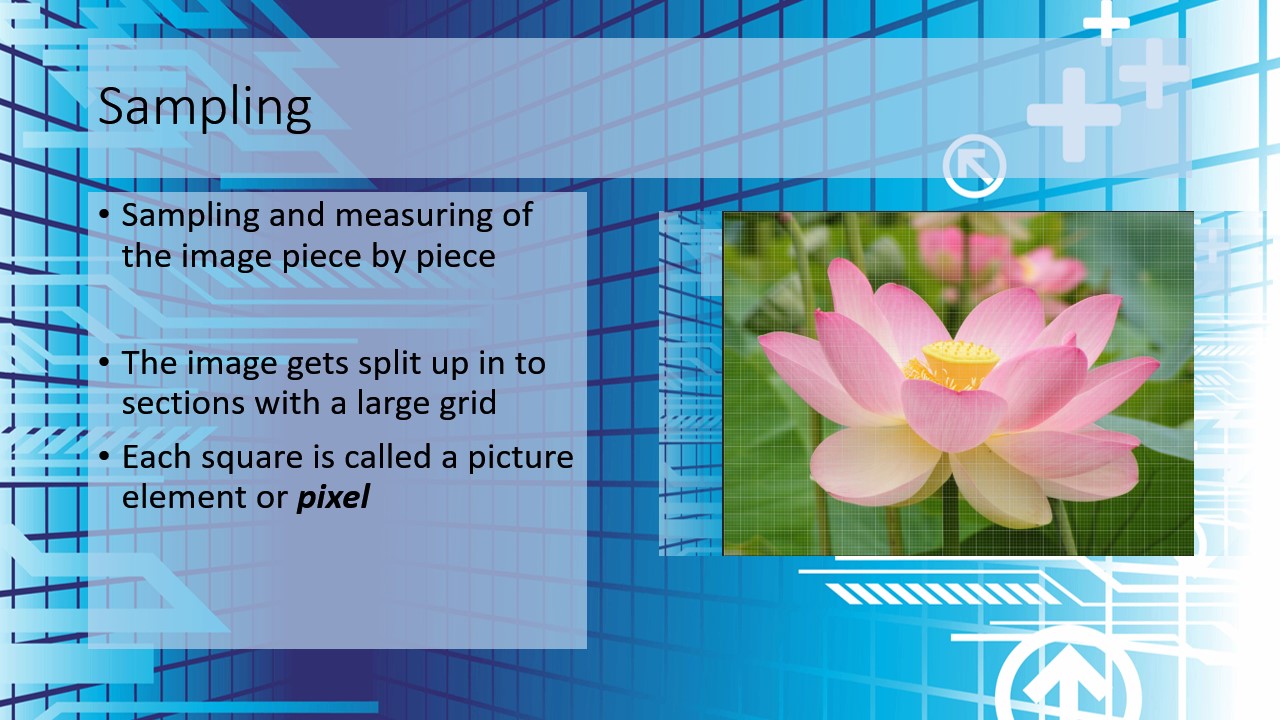 Sampling
• Sampling and measuring of
the image piece by piece
• The image gets split up in to
sections with a large grid
• Each square is called a picture
element or pixel